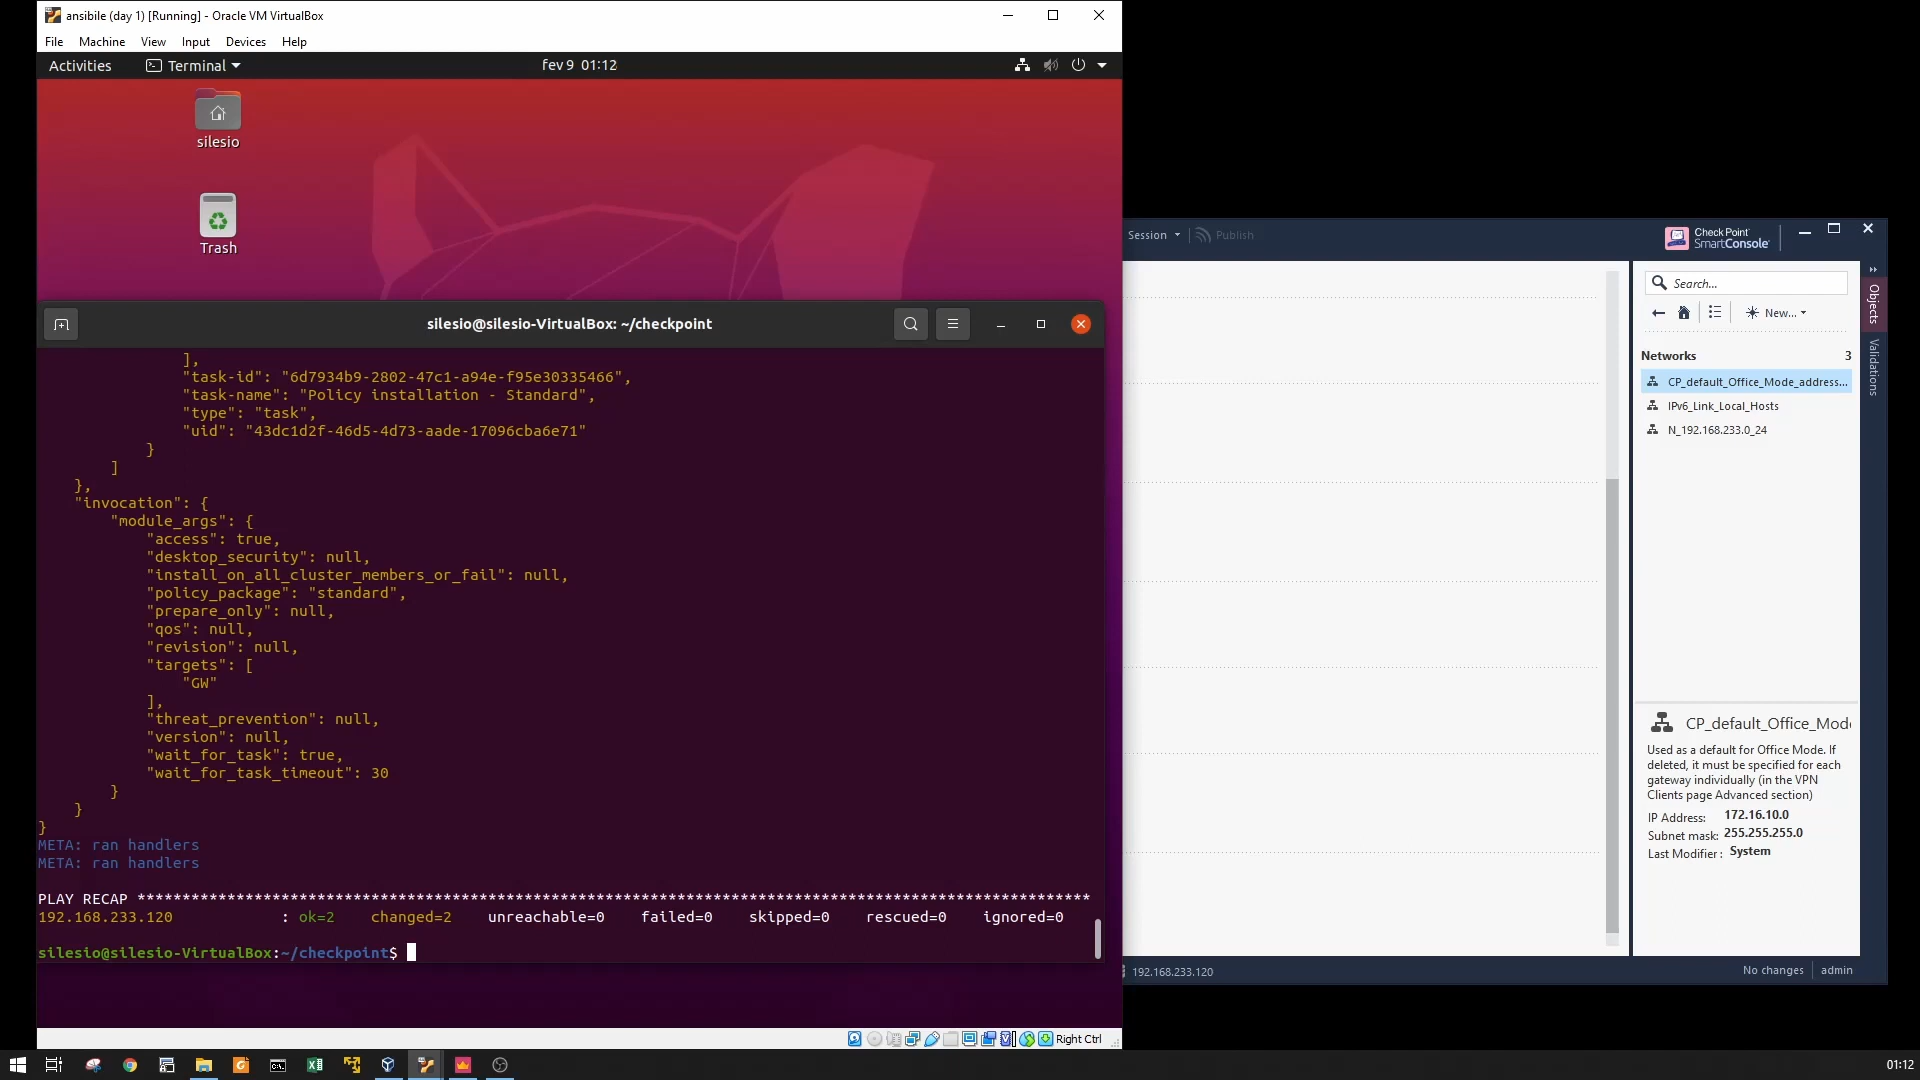 ansibile (day 1) [Running] - Oracle VM VirtualBox
File Machine View Input Devices Help
Activities Terminal fev 9 01:12
silesio
Trash
silesio@silesio-VirtualBox: ~/checkpoint
],
"task-id": "6d7934b9-2802-47c1-a94e-f95e30335466",
"task-name": "Policy installation - Standard",
"type": "task",
"uid": "43dc1d2f-46d5-4d73-aade-17096cba6e71"
}
]
},
"invocation": {
"module_args": {
"access": true,
"desktop_security": null,
"install_on_all_cluster_members_or_fail": null,
"policy_package": "standard",
"prepare_only": null,
"qos": null,
"revision": null,
"targets": [
"GW"
],
"threat_prevention": null,
"version": null,
"wait_for_task": true,
"wait_for_task_timeout": 30
}
}
}
META: ran handlers
META: ran handlers
PLAY RECAP **********************************************************************************************************
192.168.233.120 : ok=2 changed=2 unreachable=0 failed=0 skipped=0 rescued=0 ignored=0
silesio@silesio-VirtualBox:~/checkpoint$
Right Ctrl
Session Publish
Check Point
SmartConsole
Search...
New...
Objects
Validations
Networks 3
CP_default_Office_Mode_address...
IPv6_Link_Local_Hosts
N_192.168.233.0_24
CP_default_Office_Mode
Used as a default for Office Mode. If
deleted, it must be specified for each
gateway individually (in the VPN
Clients page Advanced section)
IP Address: 172.16.10.0
Subnet mask: 255.255.255.0
Last Modifier : System
192.168.233.120
No changes admin
01:12